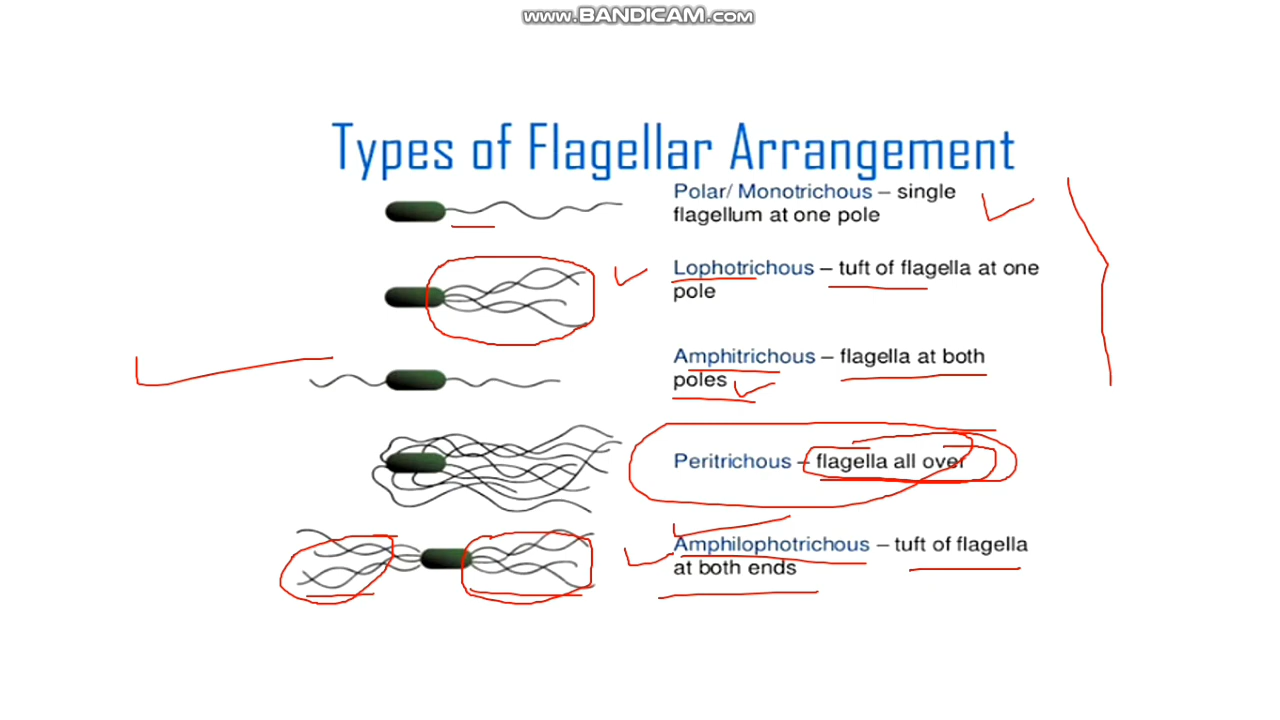 www.BANDICAM.com
Types of Flagellar Arrangement
Polar/ Monotrichous – single
flagellum at one pole
Lophotrichous – tuft of flagella at one
pole
Amphitrichous – flagella at both
poles
Peritrichous – flagella all over
Amphilophotrichous – tuft of flagella
at both ends